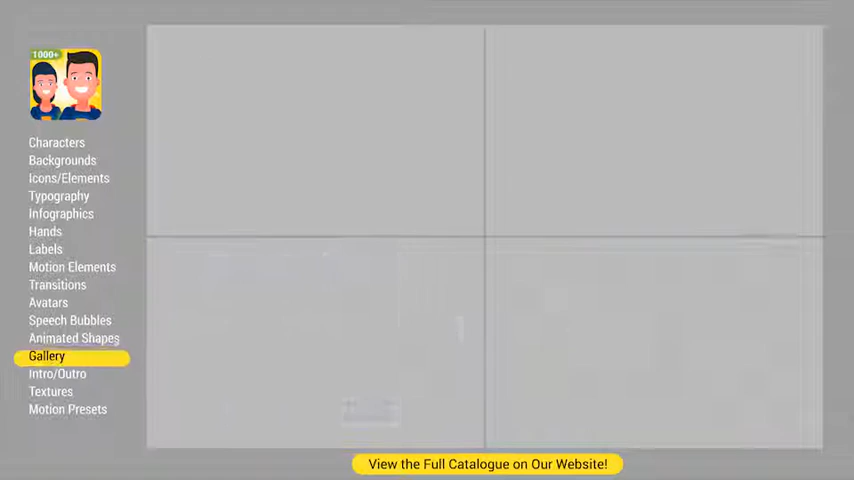 1000+
Characters
Backgrounds
Icons/Elements
Typography
Infographics
Hands
Labels
Motion Elements
Transitions
Avatars
Speech Bubbles
Animated Shapes
Gallery
Intro/Outro
Textures
Motion Presets
View the Full Catalogue on Our Website!